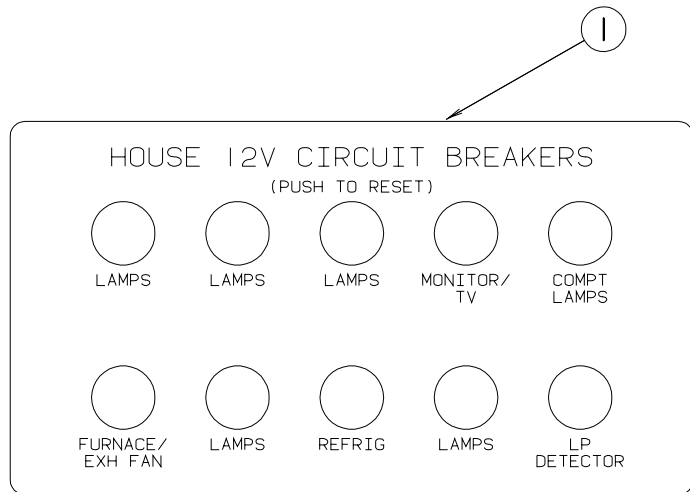 1
HOUSE 12V CIRCUIT BREAKERS
(PUSH TO RESET)
LAMPS LAMPS LAMPS MONITOR/ COMPT
TV LAMPS
FURNACE/ LAMPS REFRIG LAMPS LP
EXH FAN DETECTOR